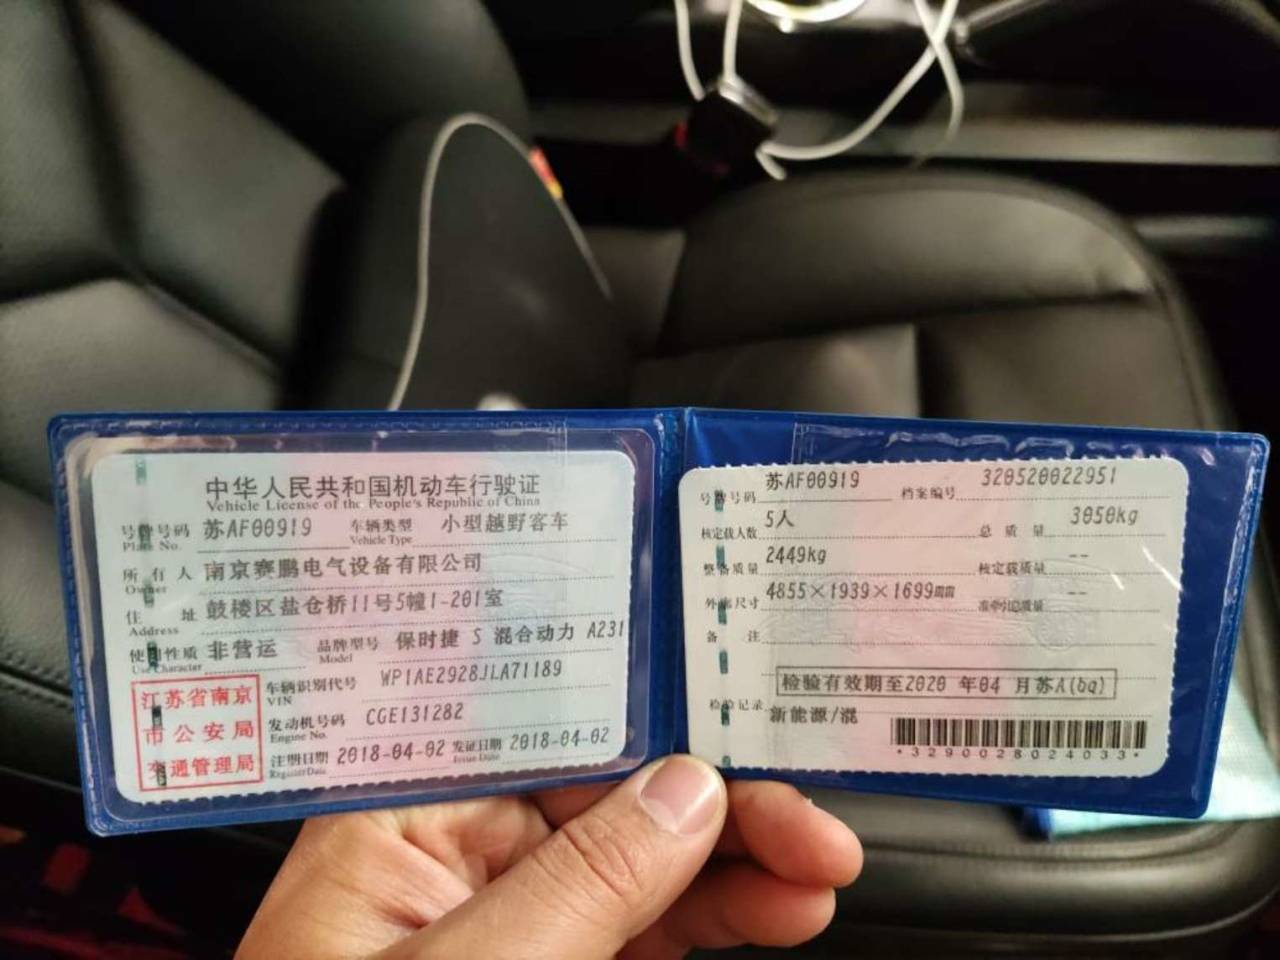 中华人民共和国机动车行驶证
Vehicle License of the People's Republic of China
号牌号码 苏AF00919 车辆类型 小型越野客车
Plate No. Vehicle Type
所有人 南京赛鹏电气设备有限公司
Owner
住址 鼓楼区盐仓桥11号5幢1-201室
Address
使用性质 非营运 品牌型号 保时捷 S 混合动力 A231
Use Character Model
江苏省南京
市公安局
交通管理局
车辆识别代号 WP1AE2928JLA71189
VIN
发动机号码 CGE131282
Engine No.
注册日期 2018-04-02 发证日期 2018-04-02
Register Date Issue Date
号牌号码 苏AF00919 档案编号 320520022951
核定载人数 5人 总质量 3050kg
整备质量 2449kg 核定载质量 --
外廓尺寸 4855×1939×1699mm 准牵引总质量 --
备注
检验有效期至2020 年04 月苏A(bq)
检验记录
新能源/混
*3290028024033*